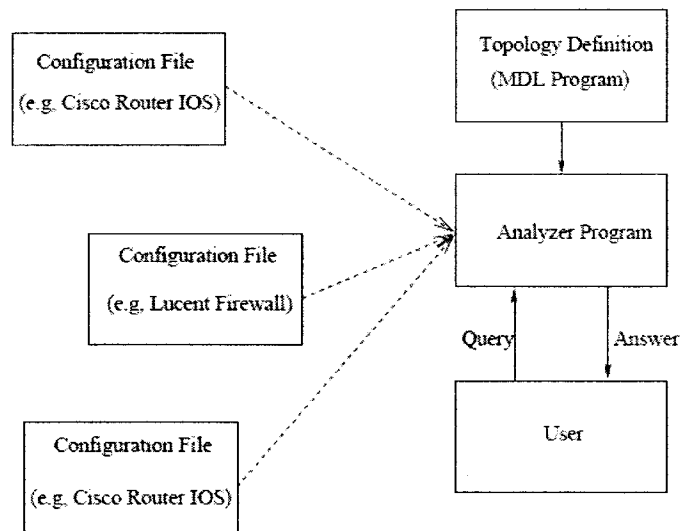 Configuration File
(e.g, Cisco Router IOS)
Topology Definition
(MDL Program)
Analyzer Program
Configuration File
(e.g, Lucent Firewall)
Query
Answer
Configuration File
(e.g, Cisco Router IOS)
User